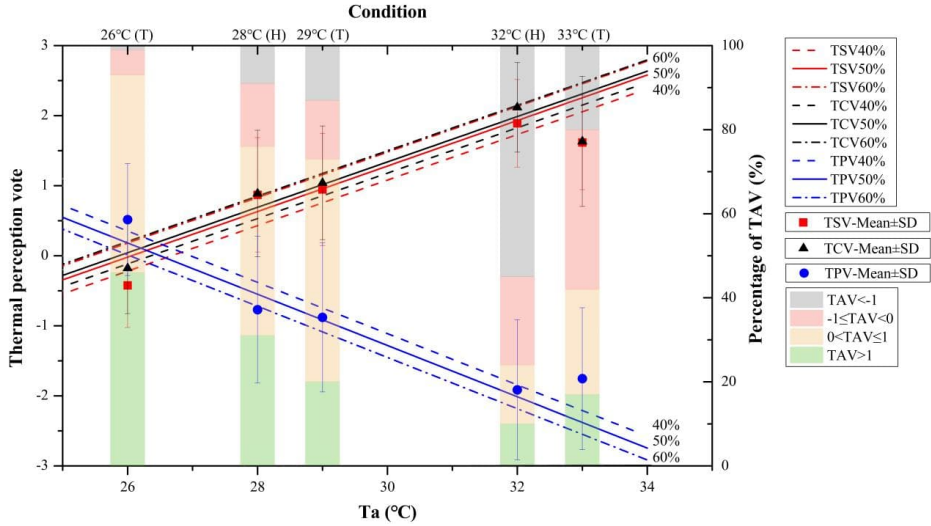 Condition
26°C (T) 28°C (H) 29°C (T) 32°C (H) 33°C (T)
3 100
60%
50%
40%
2
80
1
60
0
40
-1
20
-2
40%
50%
60%
-3 0
26 28 30 32 34
Ta (℃)
Thermal perception vote
Percentage of TAV (%)
TSV40%
TSV50%
TSV60%
TCV40%
TCV50%
TCV60%
TPV40%
TPV50%
TPV60%
TSV-Mean±SD
TCV-Mean±SD
TPV-Mean±SD
TAV<-1
-1≤TAV<0
0<TAV≤1
TAV>1